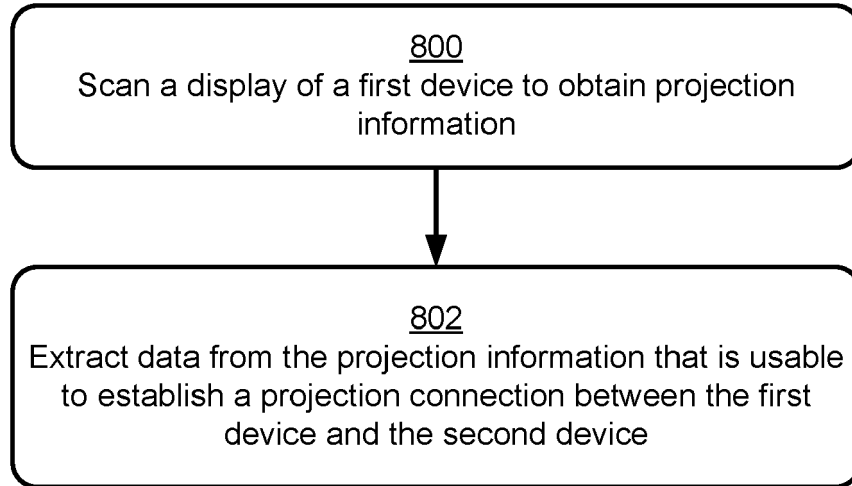 800
Scan a display of a first device to obtain projection
information
802
Extract data from the projection information that is usable
to establish a projection connection between the first
device and the second device